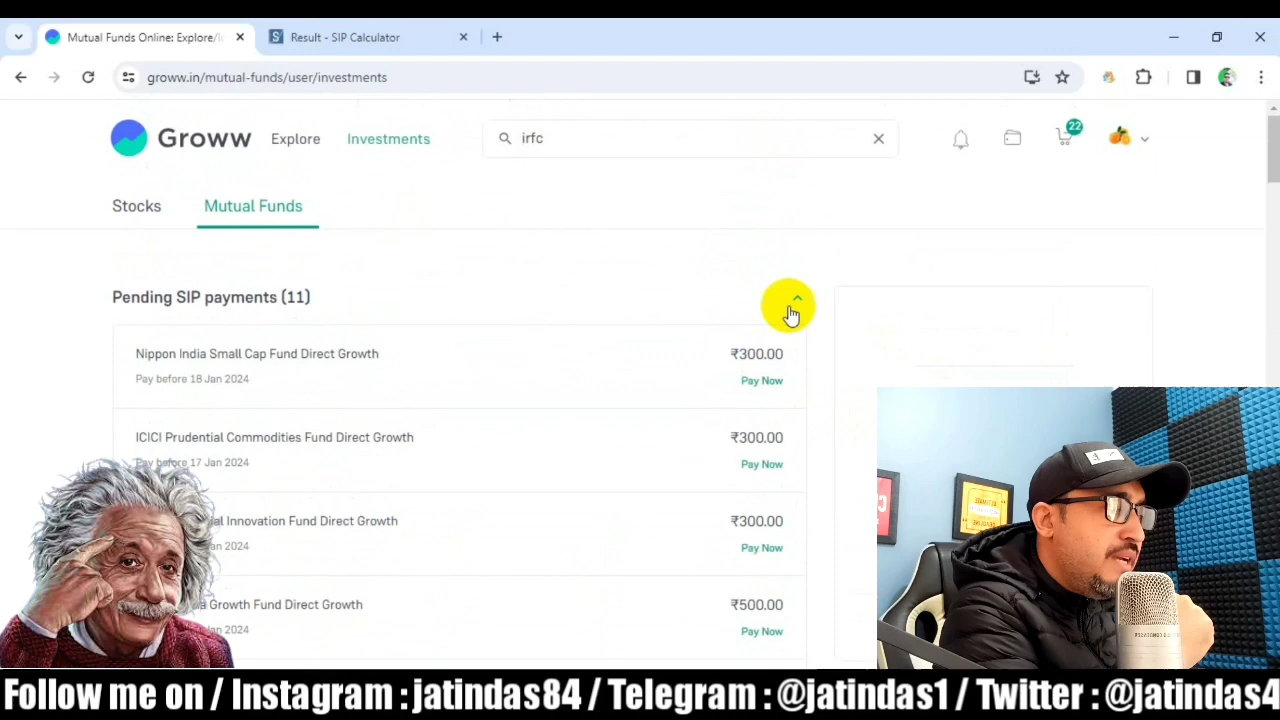 Mutual Funds Online: Explore/I
Result - SIP Calculator
groww.in/mutual-funds/user/investments
Groww
Explore
Investments
irfc
22
Stocks
Mutual Funds
Pending SIP payments (11)
Nippon India Small Cap Fund Direct Growth
₹300.00
Pay before 18 Jan 2024
Pay Now
ICICI Prudential Commodities Fund Direct Growth
₹300.00
Pay before 17 Jan 2024
Pay Now
Innovation Fund Direct Growth
₹300.00
2024
Pay Now
Growth Fund Direct Growth
₹500.00
2024
Pay Now
Follow me on / Instagram : jatindas84 / Telegram : @jatindas1 / Twitter : @jatindas4